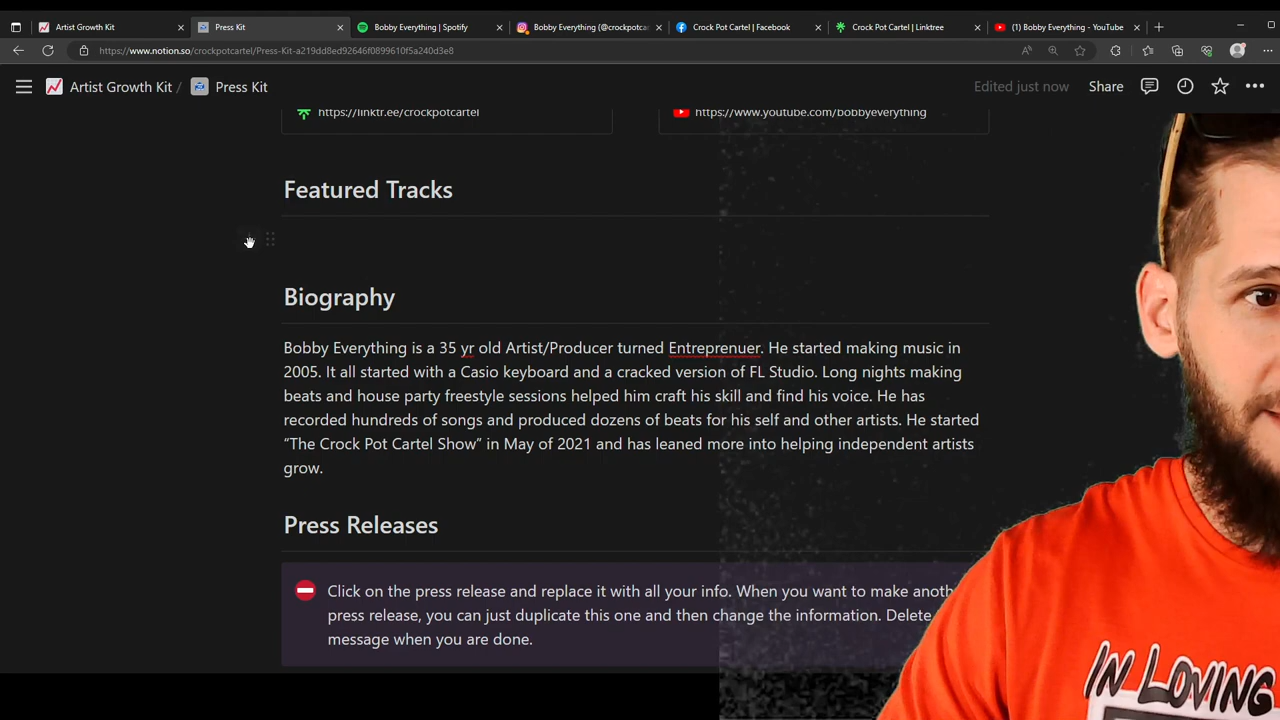 Artist Growth Kit
Press Kit
Bobby Everything | Spotify
Bobby Everything (@crockpotcar
Crock Pot Cartel | Facebook
Crock Pot Cartel | Linktree
(1) Bobby Everything - YouTube
https://www.notion.so/crockpotcartel/Press-Kit-a219dd8ed92646f0899610f5a240d3e8
Artist Growth Kit / Press Kit
Edited just now
Share
https://linktr.ee/crockpotcartel
https://www.youtube.com/bobbyeverything
Featured Tracks
Biography
Bobby Everything is a 35 yr old Artist/Producer turned Entreprenuer. He started making music in
2005. It all started with a Casio keyboard and a cracked version of FL Studio. Long nights making
beats and house party freestyle sessions helped him craft his skill and find his voice. He has
recorded hundreds of songs and produced dozens of beats for his self and other artists. He started
“The Crock Pot Cartel Show” in May of 2021 and has leaned more into helping independent artists
grow.
Press Releases
Click on the press release and replace it with all your info. When you want to make anoth
press release, you can just duplicate this one and then change the information. Delete
message when you are done.
IN LOVING